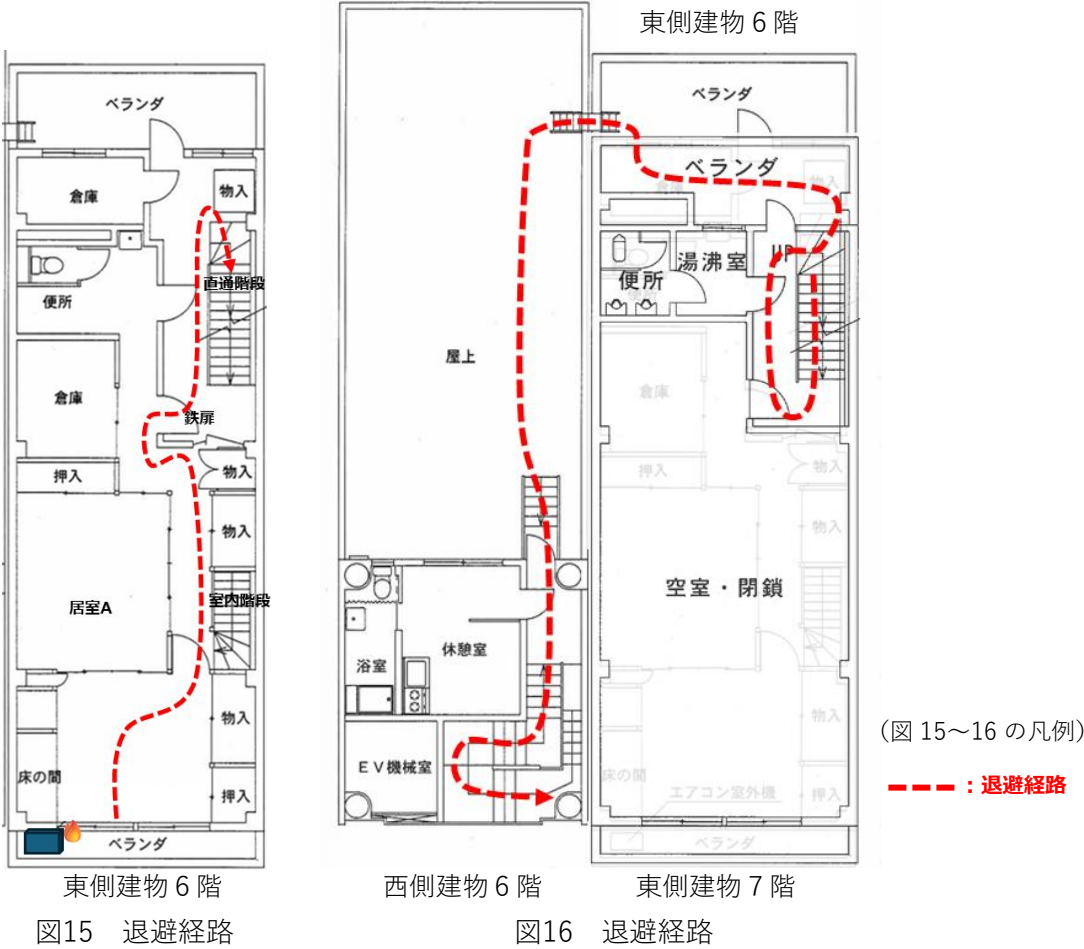 東側建物 6 階
ベランダ
倉庫
物入
直通階段
便所
倉庫
鉄扉
押入
物入
物入
居室A
室内階段
物入
床の間
押入
ベランダ
東側建物 6 階
図15 退避経路
屋上
休憩室
浴室
EV機械室
西側建物 6 階
ベランダ
ベランダ
倉庫
物入
UP
湯沸室
便所
便所
倉庫
押入
物入
物入
空室・閉鎖
物入
床の間
エアコン室外機
押入
ベランダ
東側建物 7 階
図16 退避経路
(図 15～16 の凡例)
：退避経路